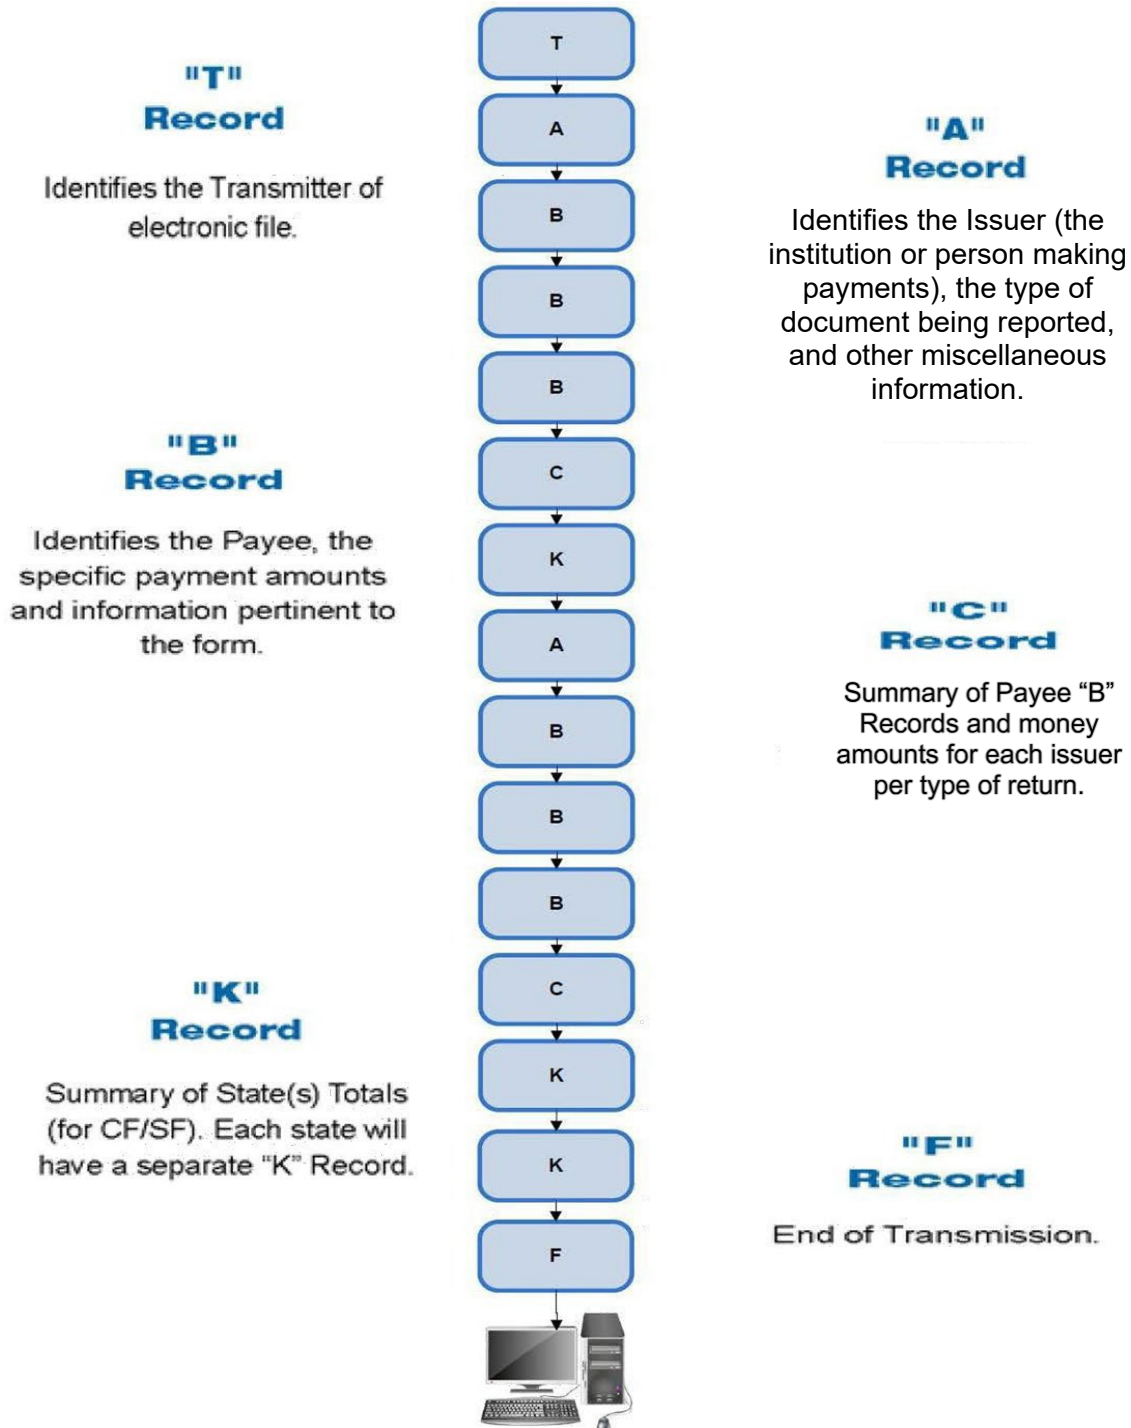 T
"T"
Record
Identifies the Transmitter of
electronic file.
A
"A"
Record
Identifies the Issuer (the
institution or person making
payments), the type of
document being reported,
and other miscellaneous
information.
B
B
B
"B"
Record
Identifies the Payee, the
specific payment amounts
and information pertinent to
the form.
C
K
A
"C"
Record
Summary of Payee “B”
Records and money
amounts for each issuer
per type of return.
B
B
B
C
"K"
Record
Summary of State(s) Totals
(for CF/SF). Each state will
have a separate “K” Record.
K
K
F
"F"
Record
End of Transmission.